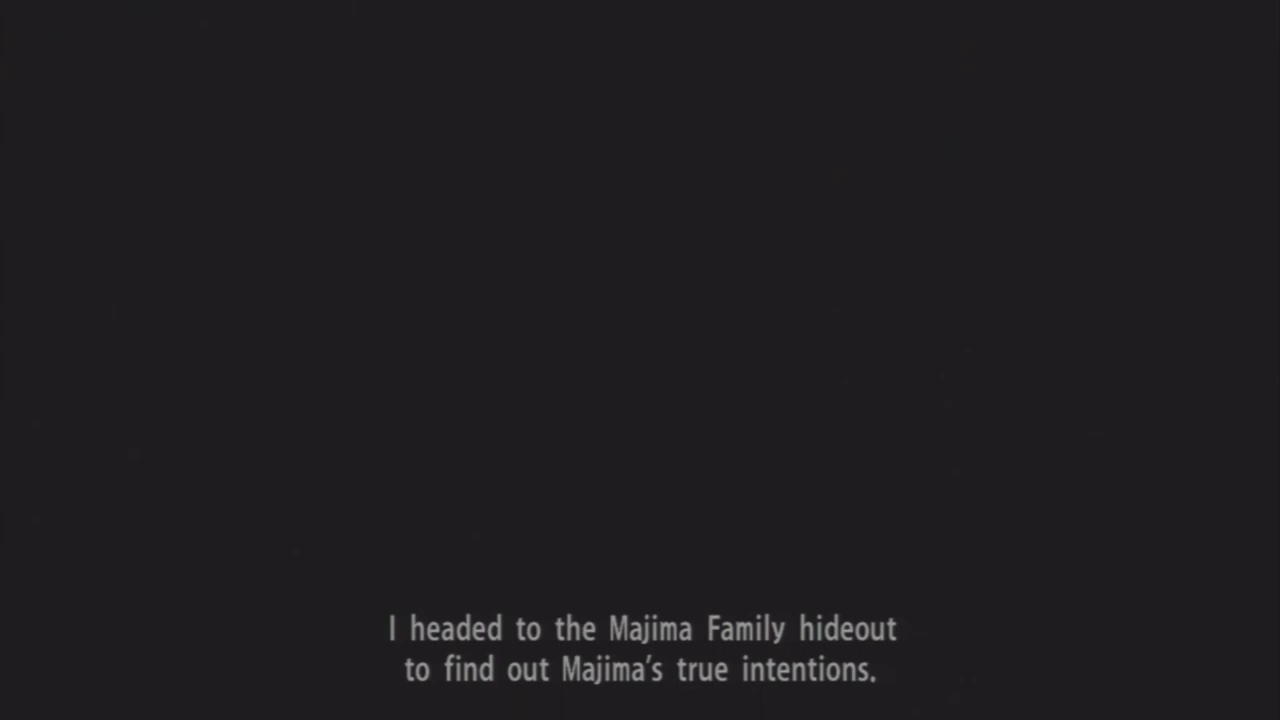 I headed to the Majima Family hideout
to find out Majima's true intentions.